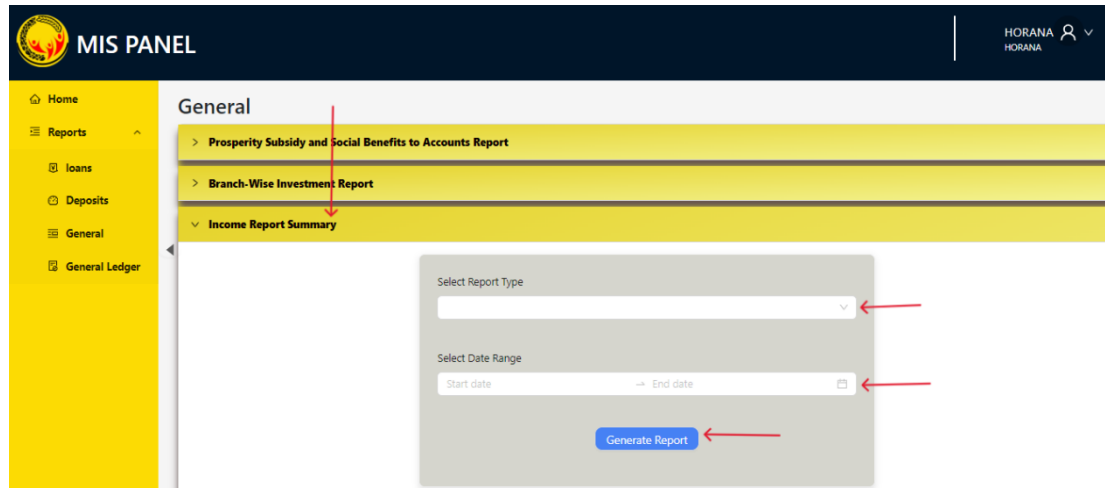 MIS PANEL
HORANA
HORANA
Home
Reports
loans
Deposits
General
General Ledger
General
Prosperity Subsidy and Social Benefits to Accounts Report
Branch-Wise Investment Report
Income Report Summary
Select Report Type
Select Date Range
Start date → End date
Generate Report